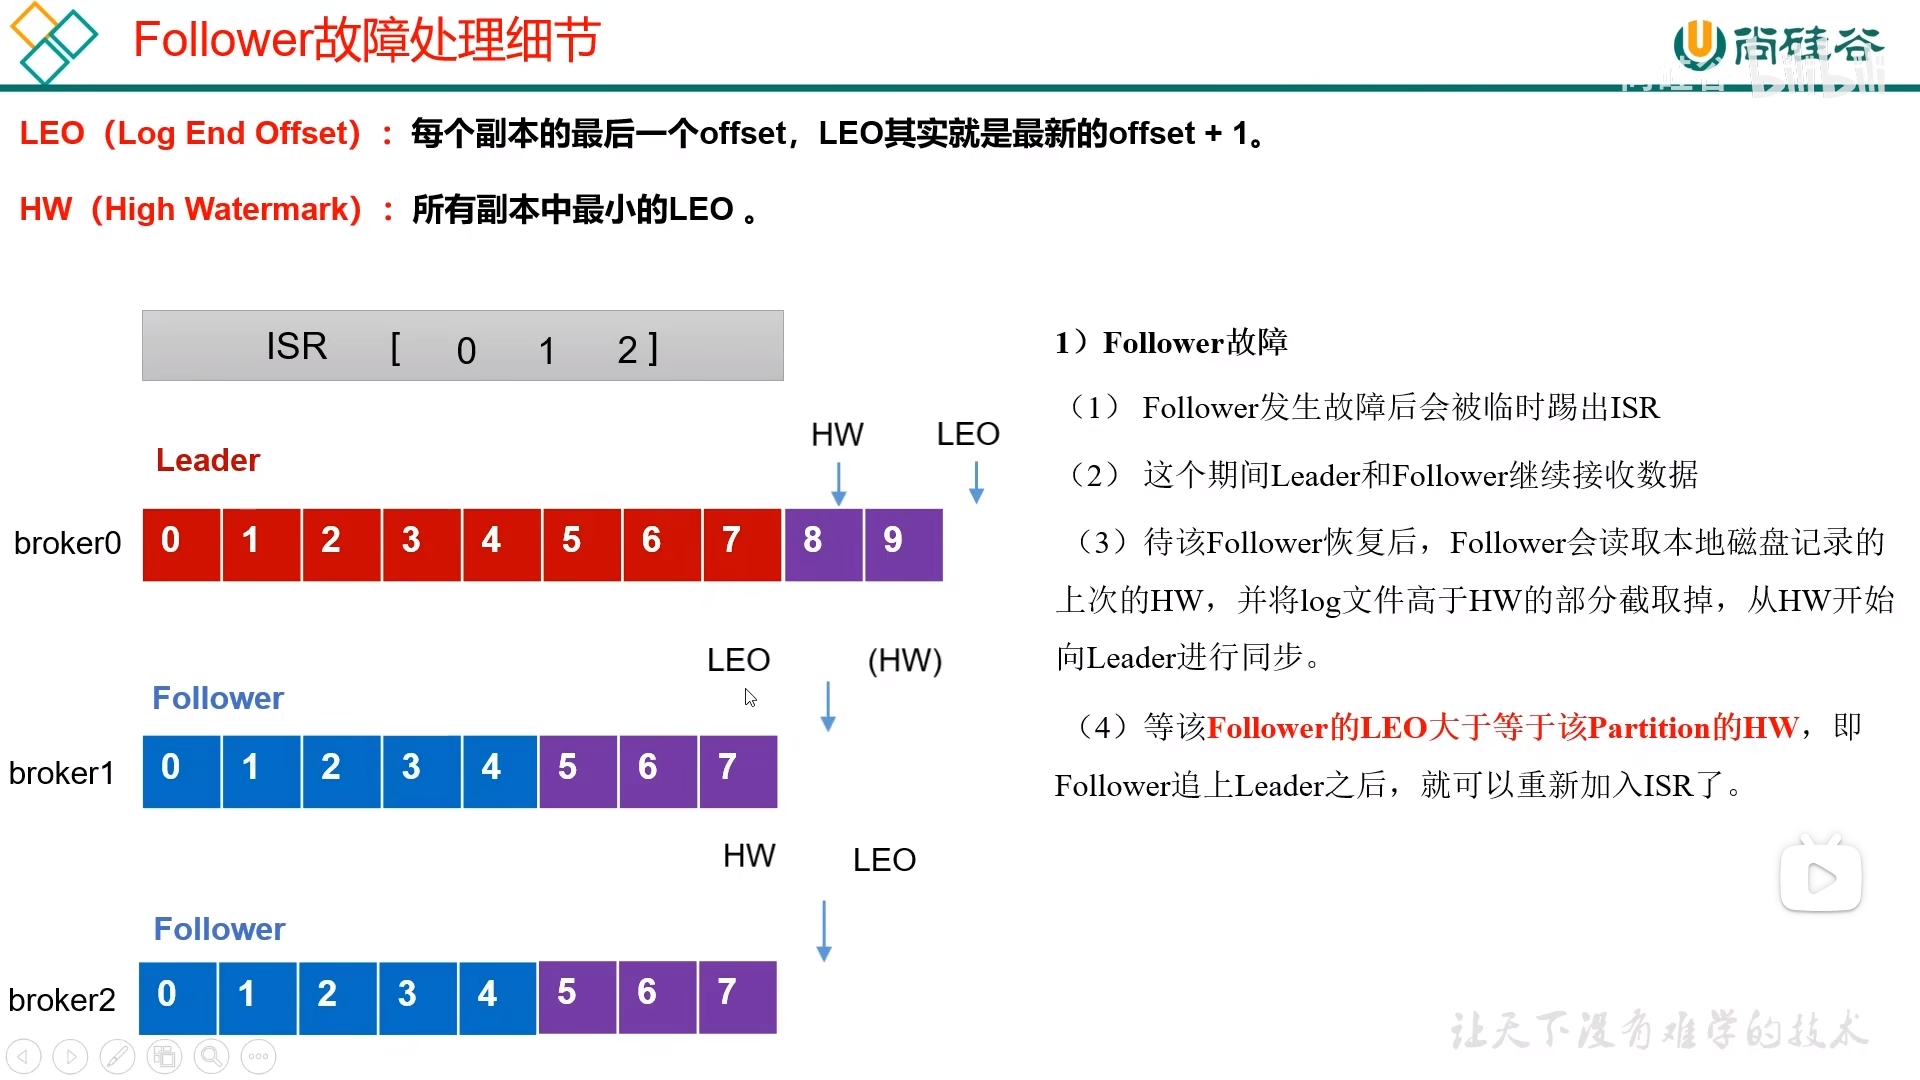 Follower故障处理细节
尚硅谷
尚硅谷 bilibili
LEO（Log End Offset）：每个副本的最后一个offset，LEO其实就是最新的offset + 1。
HW（High Watermark）：所有副本中最小的LEO 。
ISR [ 0 1 2 ]
HW LEO
Leader
broker0 0 1 2 3 4 5 6 7 8 9
LEO (HW)
Follower
broker1 0 1 2 3 4 5 6 7
HW LEO
Follower
broker2 0 1 2 3 4 5 6 7
1）Follower故障
（1） Follower发生故障后会被临时踢出ISR
（2） 这个期间Leader和Follower继续接收数据
（3）待该Follower恢复后，Follower会读取本地磁盘记录的
上次的HW，并将log文件高于HW的部分截取掉，从HW开始
向Leader进行同步。
（4）等该Follower的LEO大于等于该Partition的HW，即
Follower追上Leader之后，就可以重新加入ISR了。
让天下没有难学的技术